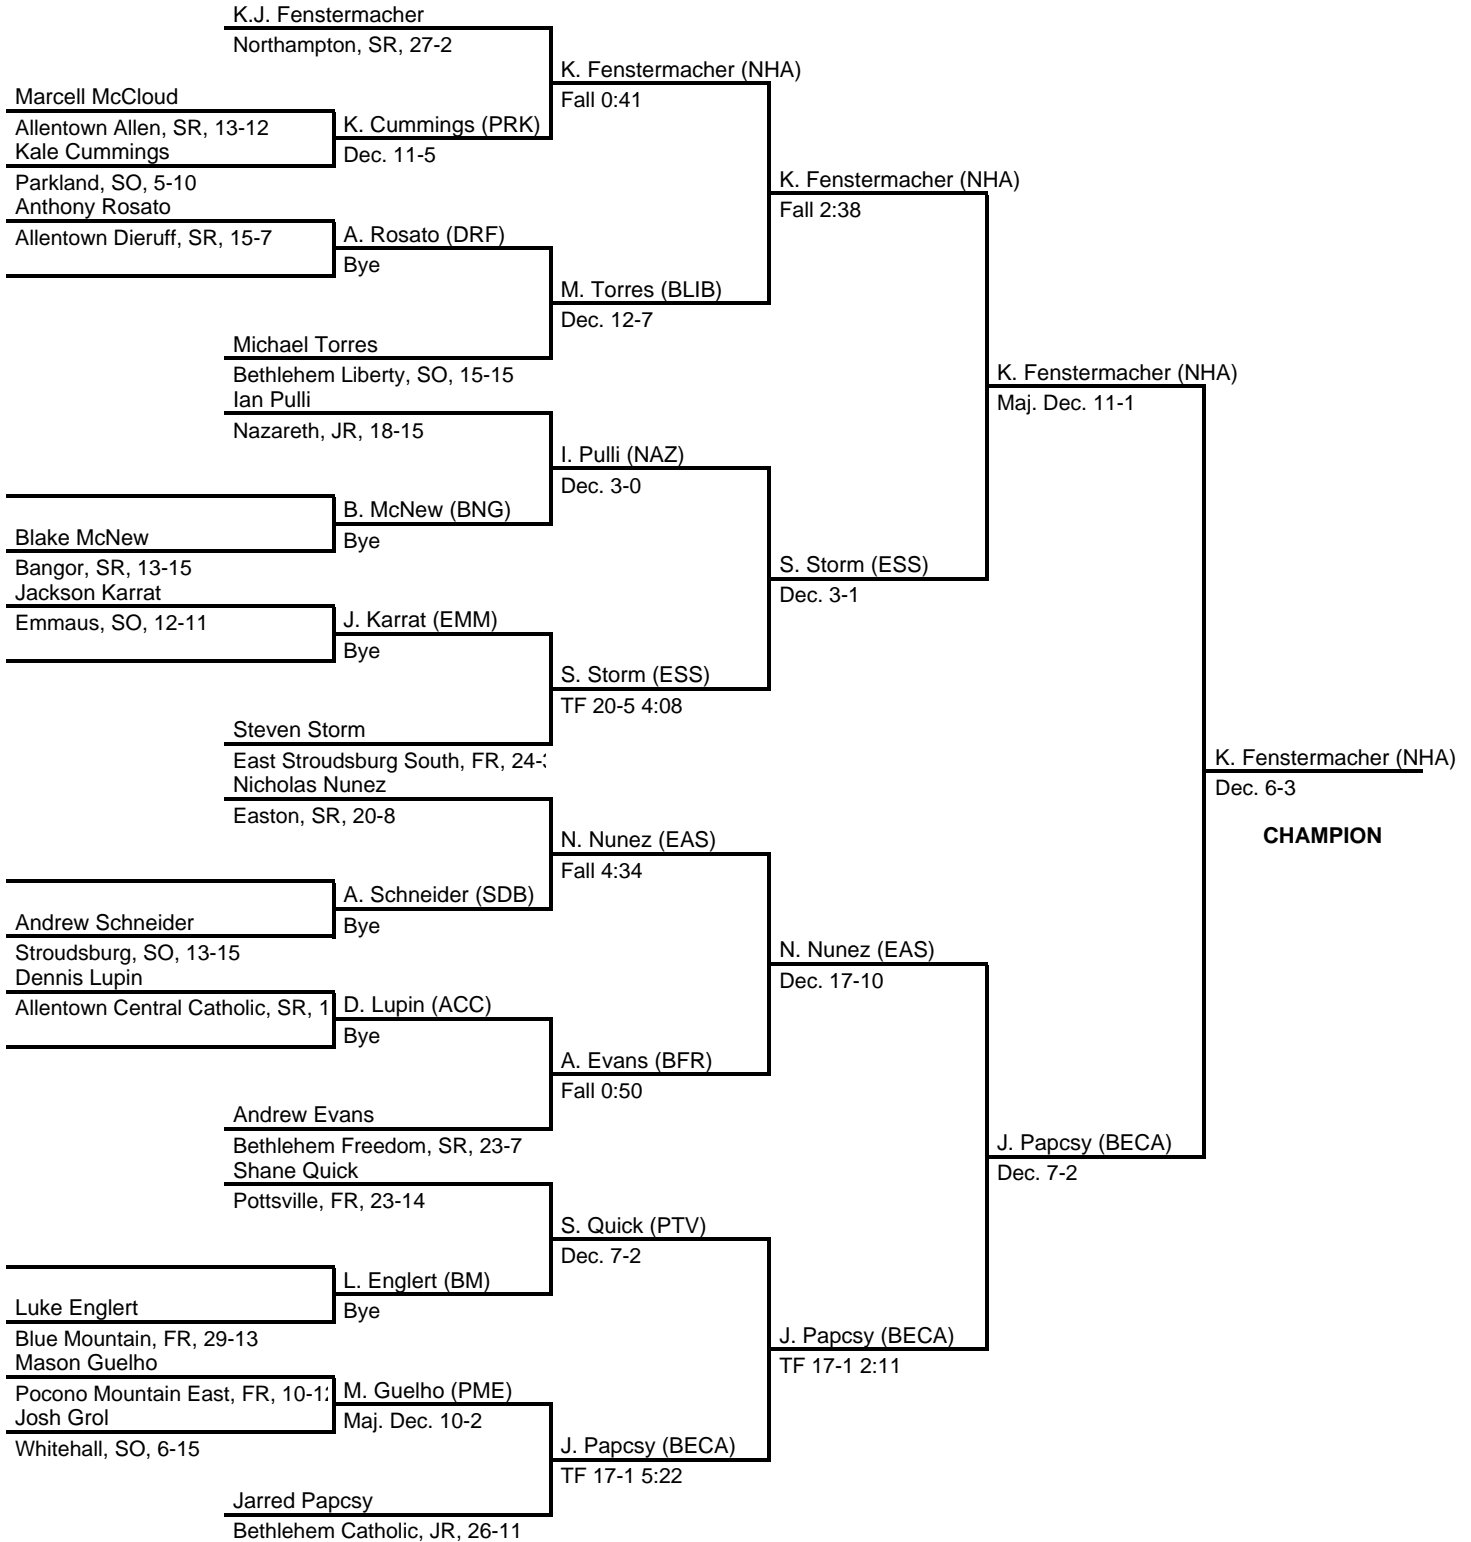 K.J. Fenstermacher
Northampton, SR, 27-2
K. Fenstermacher (NHA)
Fall 0:41
Marcell McCloud
Allentown Allen, SR, 13-12
Kale Cummings
Parkland, SO, 5-10
K. Cummings (PRK)
Dec. 11-5
K. Fenstermacher (NHA)
Fall 2:38
Anthony Rosato
Allentown Dieruff, SR, 15-7
A. Rosato (DRF)
Bye
M. Torres (BLIB)
Dec. 12-7
Michael Torres
Bethlehem Liberty, SO, 15-15
K. Fenstermacher (NHA)
Maj. Dec. 11-1
Ian Pulli
Nazareth, JR, 18-15
I. Pulli (NAZ)
Dec. 3-0
B. McNew (BNG)
Bye
Blake McNew
Bangor, SR, 13-15
S. Storm (ESS)
Dec. 3-1
Jackson Karrat
Emmaus, SO, 12-11
J. Karrat (EMM)
Bye
S. Storm (ESS)
TF 20-5 4:08
Steven Storm
East Stroudsburg South, FR,
K. Fenstermacher (NHA)
Dec. 6-3
CHAMPION
Nicholas Nunez
Easton, SR, 20-8
N. Nunez (EAS)
Fall 4:34
A. Schneider (SDB)
Bye
Andrew Schneider
Stroudsburg, SO, 13-15
N. Nunez (EAS)
Dec. 17-10
Dennis Lupin
Allentown Central Catholic, SR, 1
D. Lupin (ACC)
Bye
A. Evans (BFR)
Fall 0:50
Andrew Evans
Bethlehem Freedom, SR, 23-7
J. Papcsy (BECA)
Dec. 7-2
Shane Quick
Pottsville, FR, 23-14
S. Quick (PTV)
Dec. 7-2
L. Englert (BM)
Bye
Luke Englert
Blue Mountain, FR, 29-13
J. Papcsy (BECA)
TF 17-1 2:11
Mason Guelho
Pocono Mountain East, FR,
M. Guelho (PME)
Maj. Dec. 10-2
Josh Grol
Whitehall, SO, 6-15
J. Papcsy (BECA)
TF 17-1 5:22
Jarred Papcsy
Bethlehem Catholic, JR, 26-11